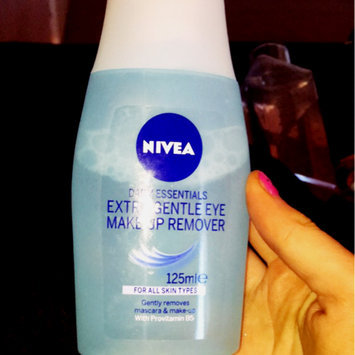 NIVEA
DAILY ESSENTIALS
EXTRA GENTLE EYE
MAKE-UP REMOVER
125ml℮
FOR ALL SKIN TYPES
Gently removes
mascara & make-up
With Provitamin B5